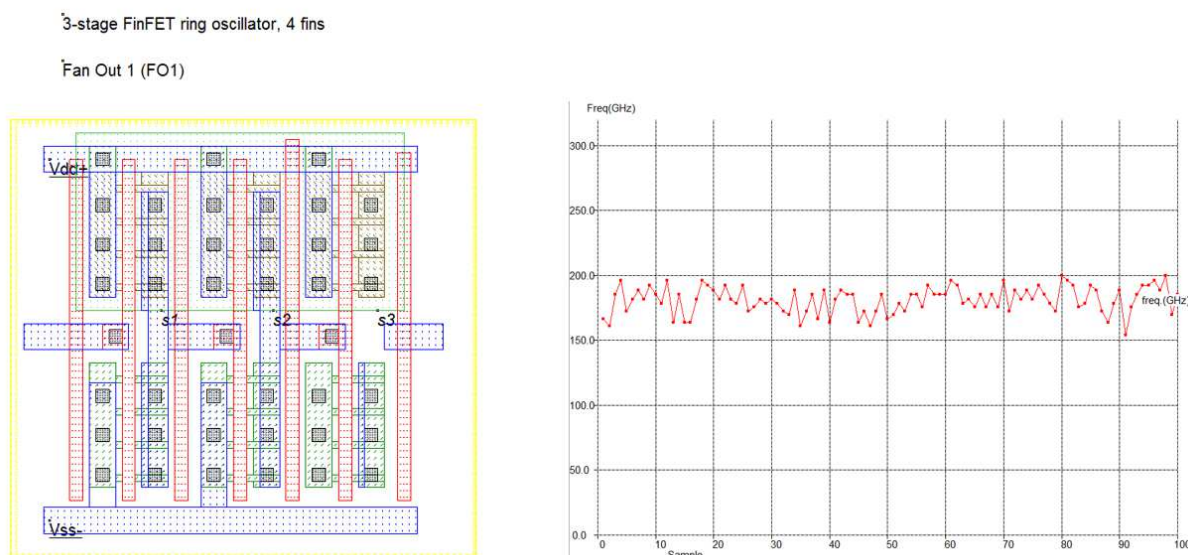 3-stage FinFET ring oscillator, 4 fins
Fan Out 1 (FO1)
Vdd+
s1
s2
s3
Vss-
Freq(GHz)
300.0
250.0
200.0
150.0
100.0
50.0
0.0
freq.(GHz)
0 10 20 30 40 50 60 70 80 90 100
Sample